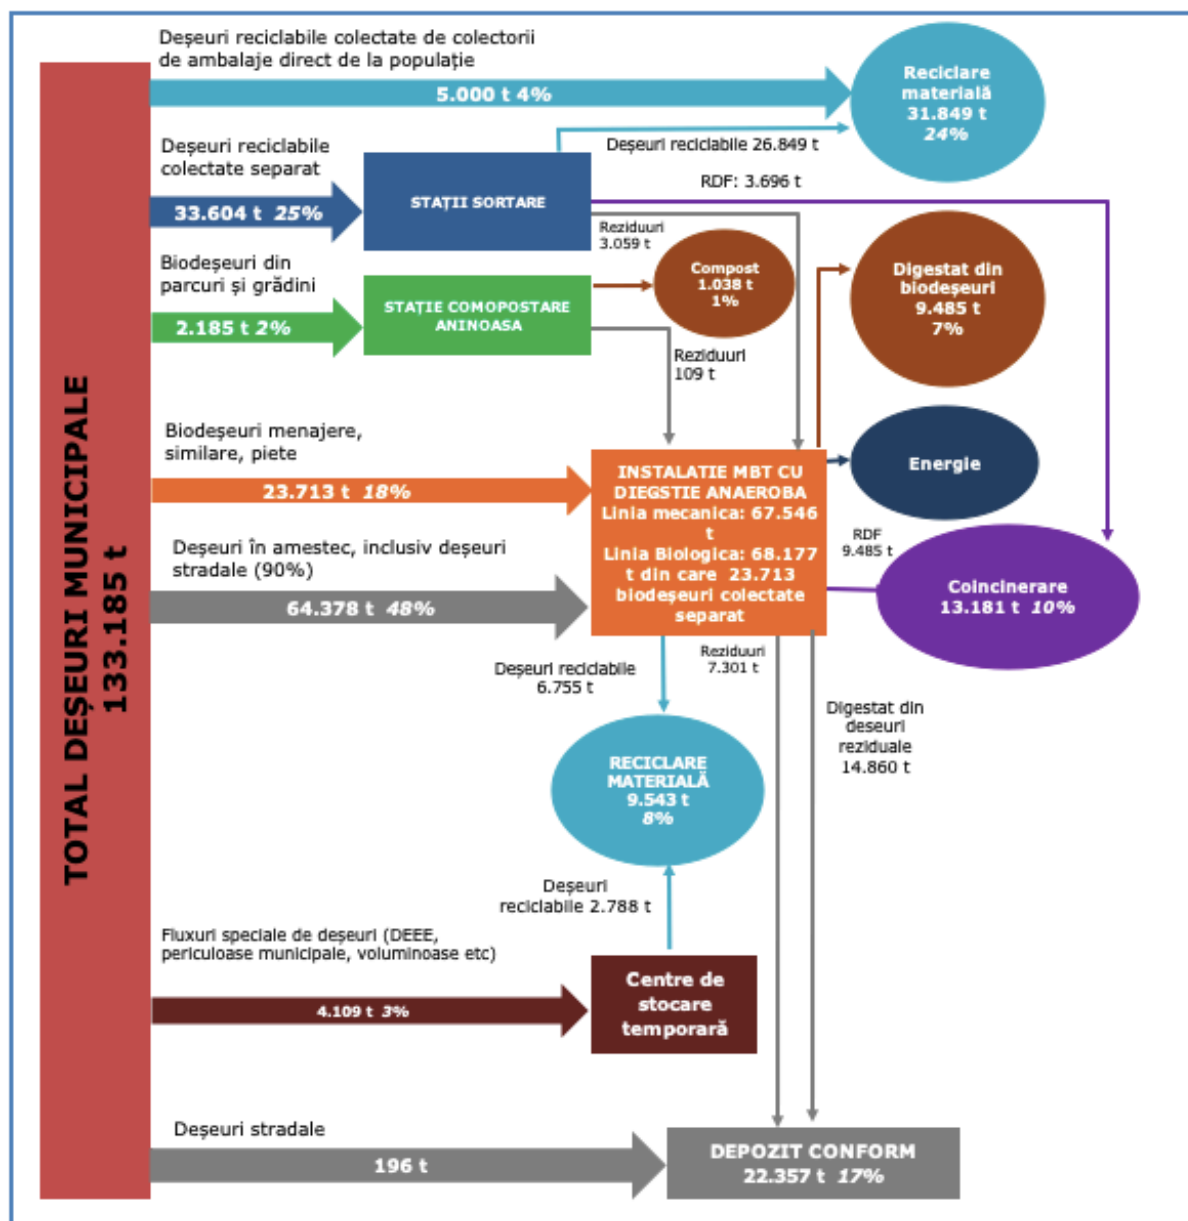 TOTAL DEȘEURI MUNICIPALE
133.185 t
Deșeuri reciclabile colectate de colectorii
de ambalaje direct de la populație
5.000 t 4%
Reciclare
materială
31.849 t
24%
Deșeuri reciclabile 26.849 t
Deșeuri reciclabile
colectate separat
33.604 t 25%
STAȚII SORTARE
RDF: 3.696 t
Reziduuri
3.059 t
Biodeșeuri din
parcuri și grădini
2.185 t 2%
STAȚIE COMOPOSTARE
ANINOASA
Compost
1.038 t
1%
Digestat din
biodeșeuri
9.485 t
7%
Reziduuri
109 t
Biodeșeuri menajere,
similare, piete
23.713 t 18%
INSTALATIE MBT CU
DIEGSTIE ANAEROBA
Linia mecanica: 67.546
t
Linia Biologica: 68.177
t din care 23.713
biodeșeuri colectate
separat
Energie
RDF
9.485 t
Coincinerare
13.181 t 10%
Deșeuri în amestec, inclusiv deșeuri
stradale (90%)
64.378 t 48%
Deșeuri reciclabile
6.755 t
Reziduuri
7.301 t
Digestat din
deseuri
reziduale
14.860 t
RECICLARE
MATERIALĂ
9.543 t
8%
Deșeuri
reciclabile 2.788 t
Fluxuri speciale de deșeuri (DEEE,
periculoase municipale, voluminoase etc)
4.109 t 3%
Centre de
stocare
temporară
Deșeuri stradale
196 t
DEPOZIT CONFORM
22.357 t 17%